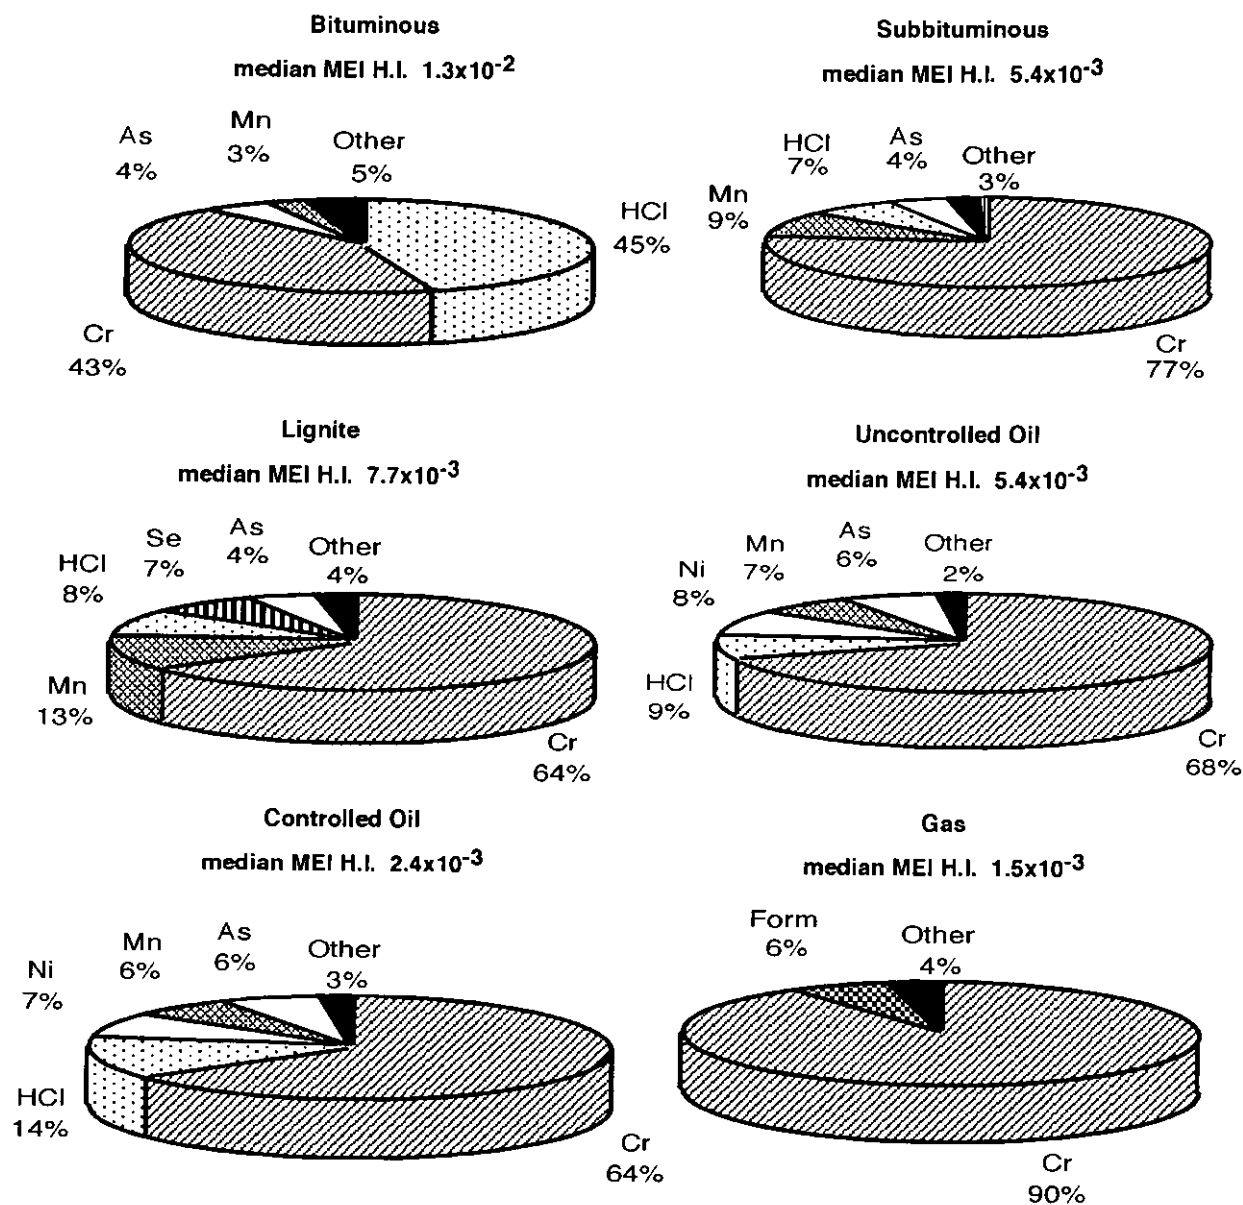 Bituminous
median MEI H.I. 1.3x10-2
As
4%
Mn
3%
Other
5%
HCl
45%
Cr
43%
Subbituminous
median MEI H.I. 5.4x10-3
Mn
9%
HCl
7%
As
4%
Other
3%
Cr
77%
Lignite
median MEI H.I. 7.7x10-3
HCl
8%
Se
7%
As
4%
Other
4%
Mn
13%
Cr
64%
Uncontrolled Oil
median MEI H.I. 5.4x10-3
Ni
8%
Mn
7%
As
6%
Other
2%
HCl
9%
Cr
68%
Controlled Oil
median MEI H.I. 2.4x10-3
Ni
7%
Mn
6%
As
6%
Other
3%
HCl
14%
Cr
64%
Gas
median MEI H.I. 1.5x10-3
Form
6%
Other
4%
Cr
90%